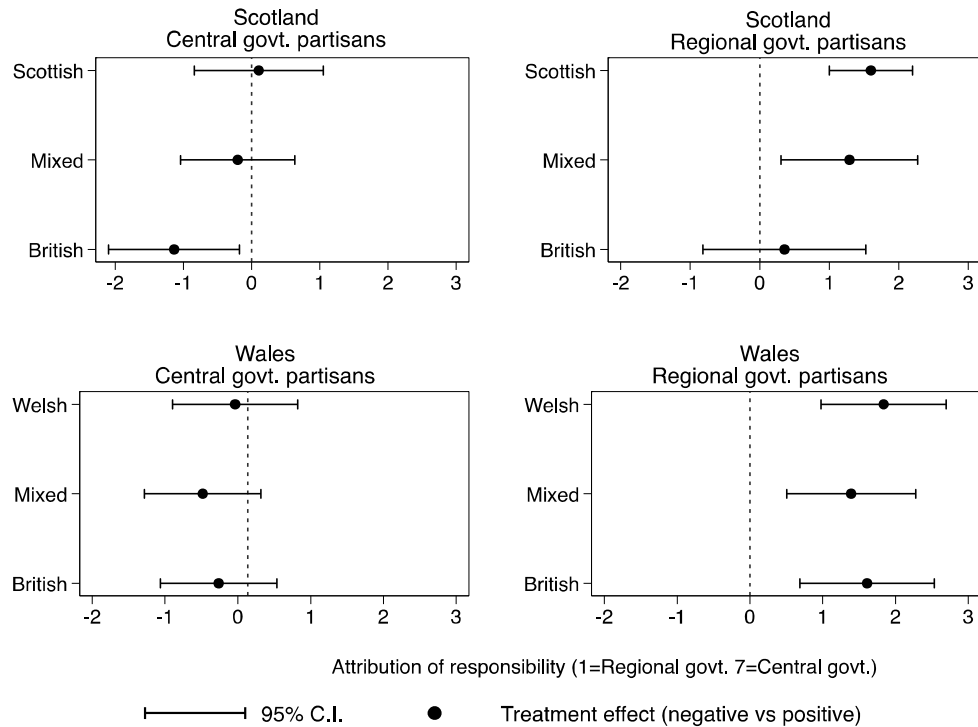 Scotland
Central govt. partisans
Scottish
Mixed
British
-2 -1 0 1 2 3
Scotland
Regional govt. partisans
Scottish
Mixed
British
-2 -1 0 1 2 3
Wales
Central govt. partisans
Welsh
Mixed
British
-2 -1 0 1 2 3
Wales
Regional govt. partisans
Welsh
Mixed
British
-2 -1 0 1 2 3
Attribution of responsibility (1=Regional govt. 7=Central govt.)
95% C.I. Treatment effect (negative vs positive)